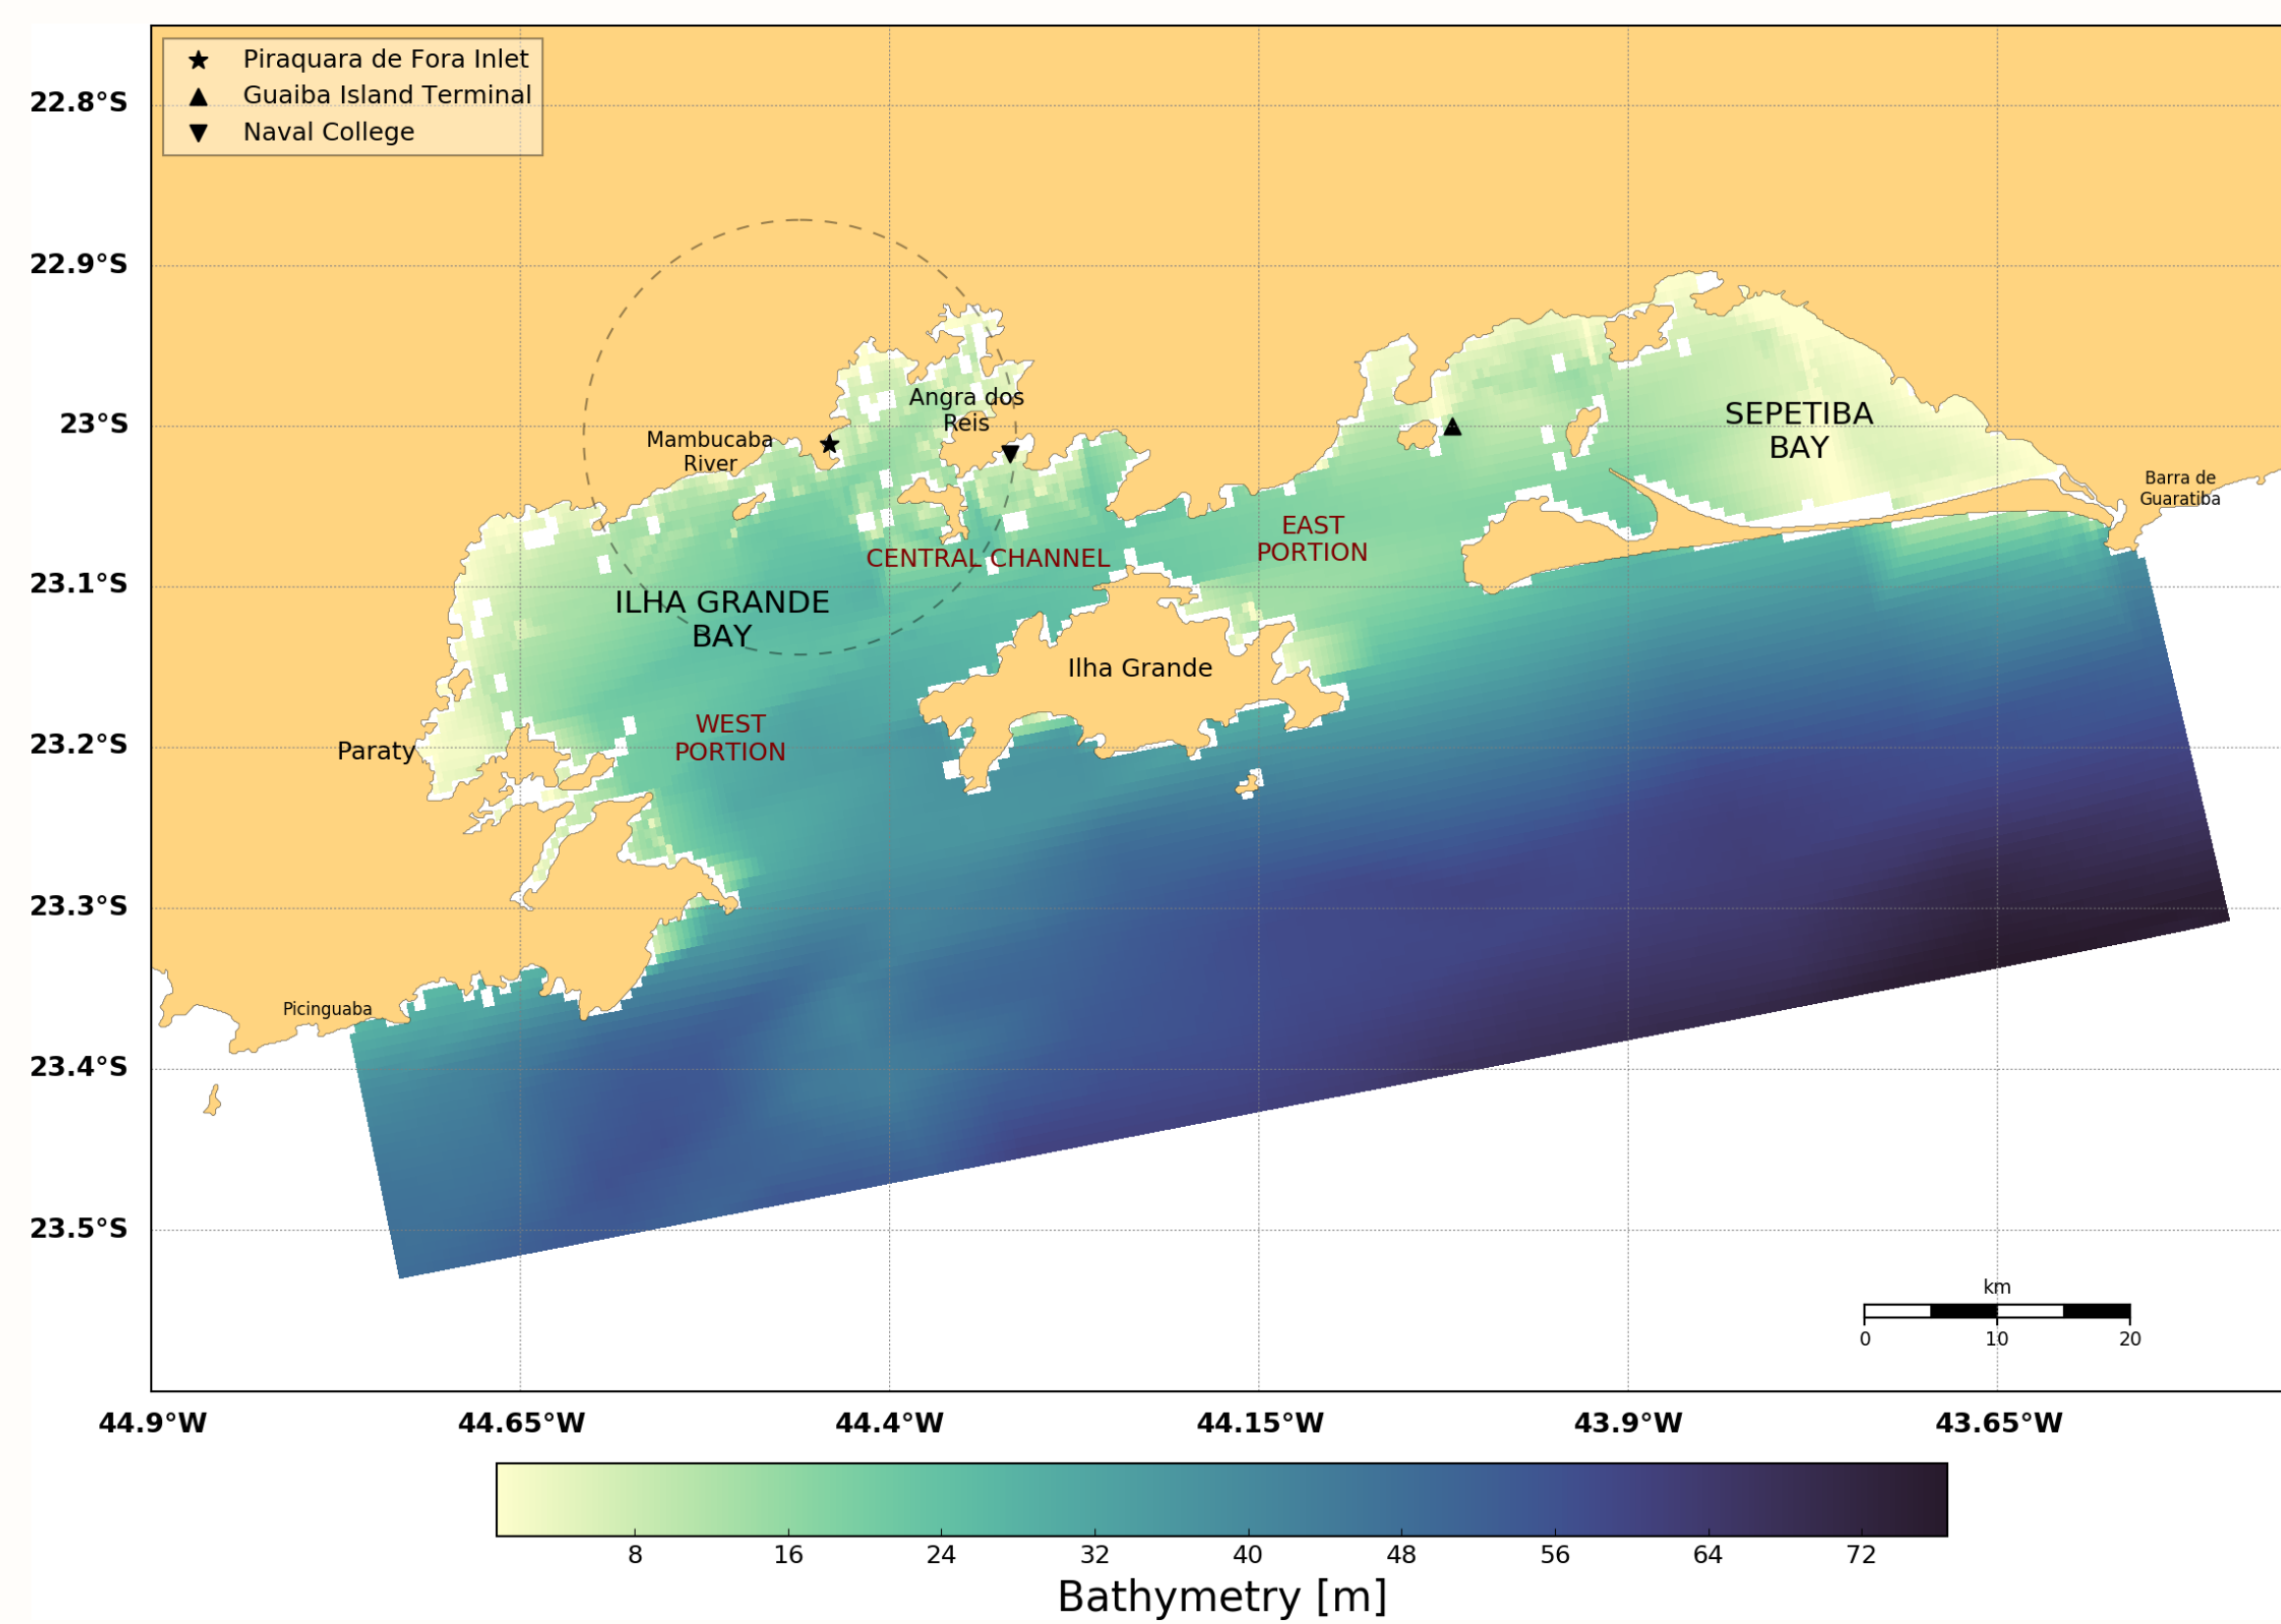 Piraquara de Fora Inlet
Guaiba Island Terminal
Naval College
22.8°S
22.9°S
23°S
23.1°S
23.2°S
23.3°S
23.4°S
23.5°S
Angra dos
Reis
Mambucaba
River
SEPETIBA
BAY
Barra de
Guaratiba
EAST
PORTION
CENTRAL CHANNEL
ILHA GRANDE
BAY
Ilha Grande
WEST
PORTION
Paraty
Picinguaba
km
0 10 20
44.9°W 44.65°W 44.4°W 44.15°W 43.9°W 43.65°W
8 16 24 32 40 48 56 64 72
Bathymetry [m]